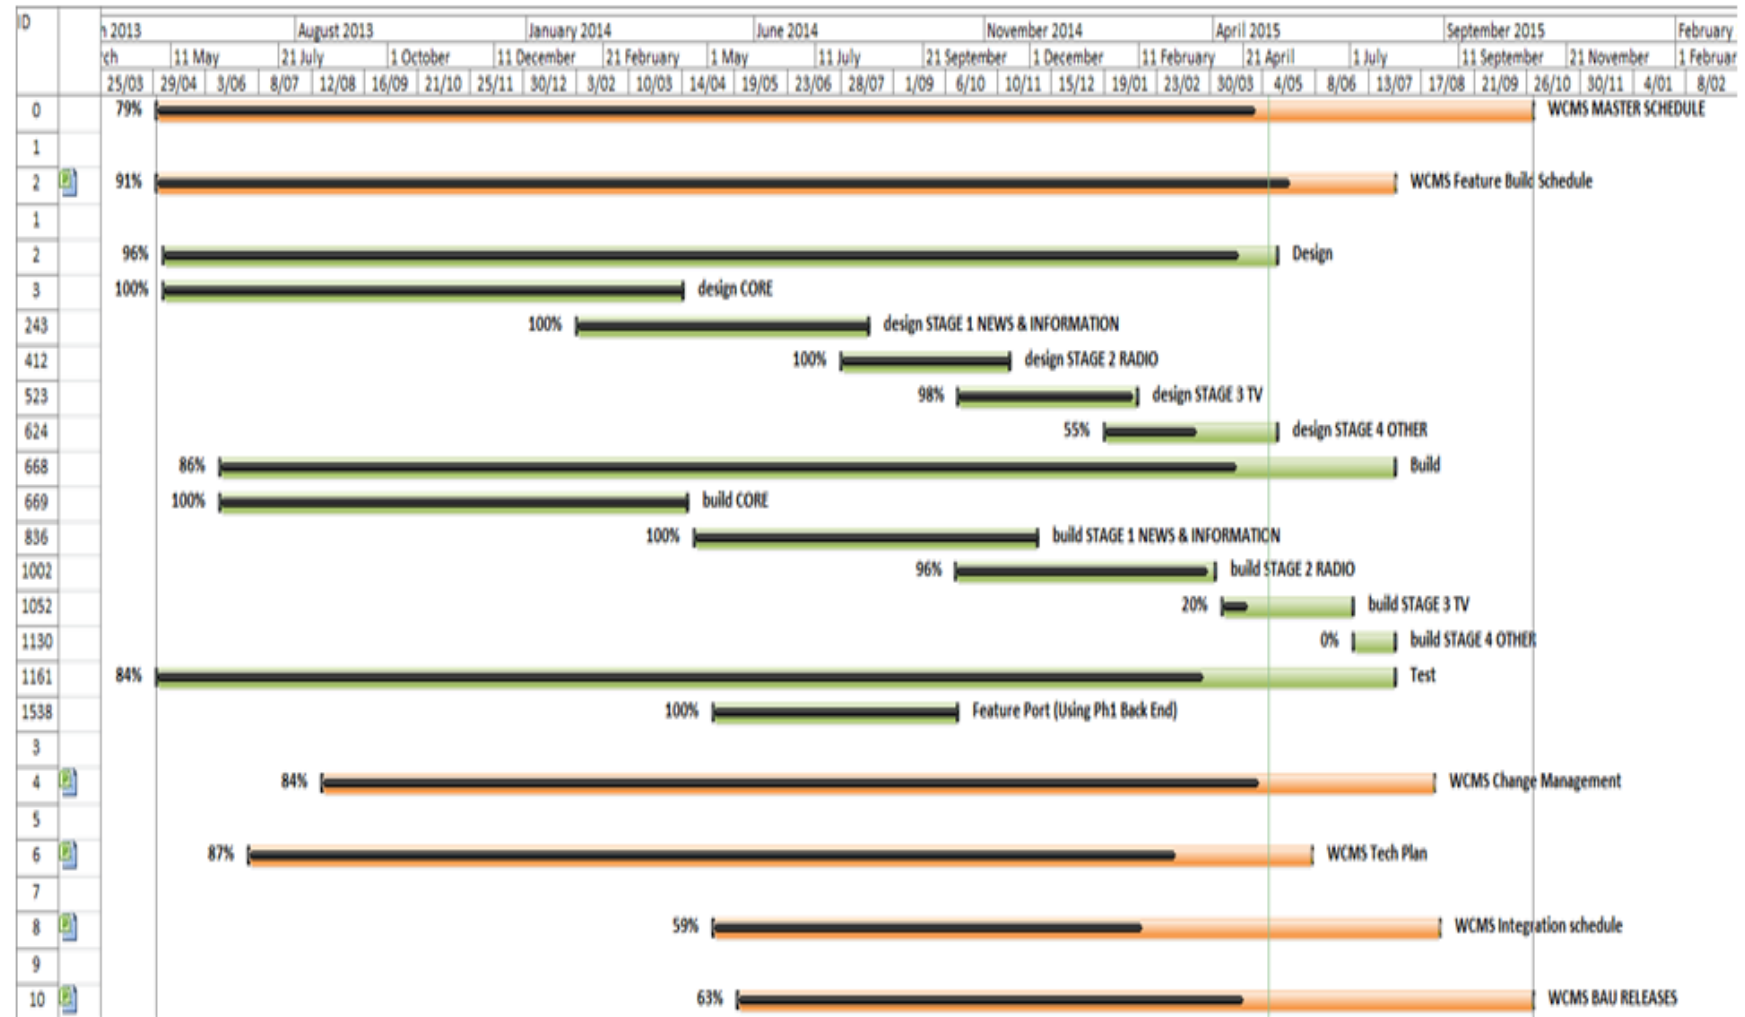 ID
h 2013 August 2013 January 2014 June 2014 November 2014 April 2015 September 2015 February
rch 11 May 21 July 1 October 11 December 21 February 1 May 11 July 21 September 1 December 11 February 21 April 1 July 11 September 21 November 1 Februar
25/03 29/04 3/06 8/07 12/08 16/09 21/10 25/11 30/12 3/02 10/03 14/04 19/05 23/06 28/07 1/09 6/10 10/11 15/12 19/01 23/02 30/03 4/05 8/06 13/07 17/08 21/09 26/10 30/11 4/01 8/02
0 79% WCMS MASTER SCHEDULE
1
2 91% WCMS Feature Build Schedule
1
2 96% Design
3 100% design CORE
243 100% design STAGE 1 NEWS & INFORMATION
412 100% design STAGE 2 RADIO
523 98% design STAGE 3 TV
624 55% design STAGE 4 OTHER
668 86% Build
669 100% build CORE
836 100% build STAGE 1 NEWS & INFORMATION
1002 96% build STAGE 2 RADIO
1052 20% build STAGE 3 TV
1130 0% build STAGE 4 OTHER
1161 84% Test
1538 100% Feature Port (Using Ph1 Back End)
3
4 84% WCMS Change Management
5
6 87% WCMS Tech Plan
7
8 59% WCMS Integration schedule
9
10 63% WCMS BAU RELEASES